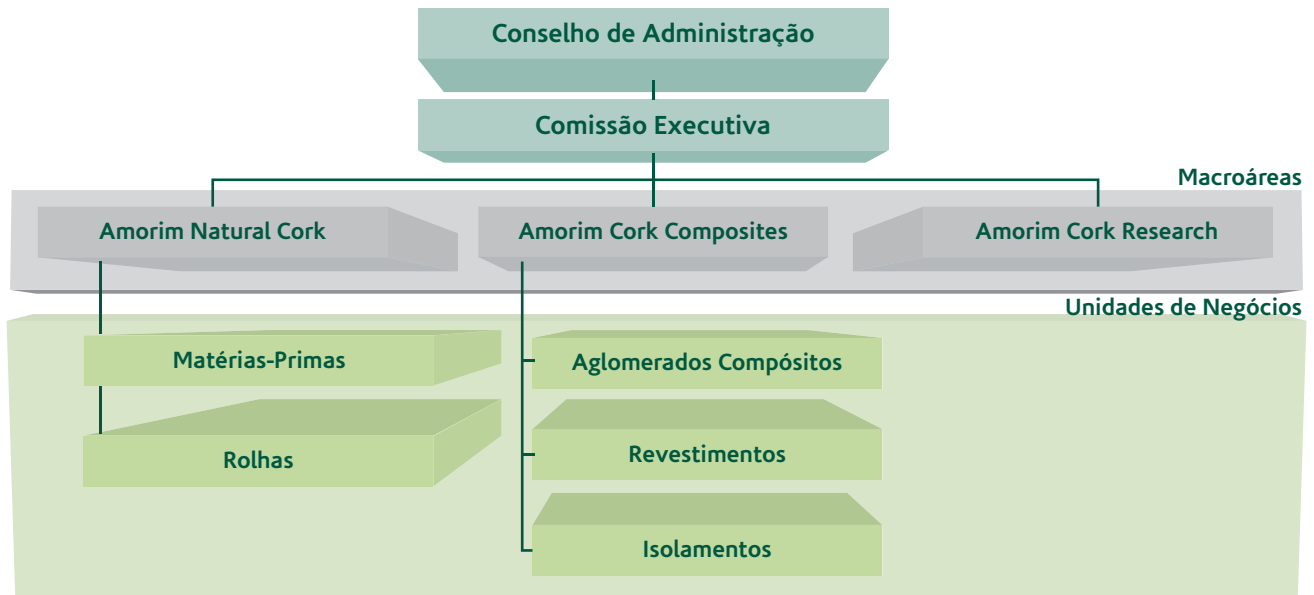 Conselho de Administração
Comissão Executiva
Macroáreas
Amorim Natural Cork
Amorim Cork Composites
Amorim Cork Research
Unidades de Negócios
Matérias-Primas
Aglomerados Compósitos
Rolhas
Revestimentos
Isolamentos